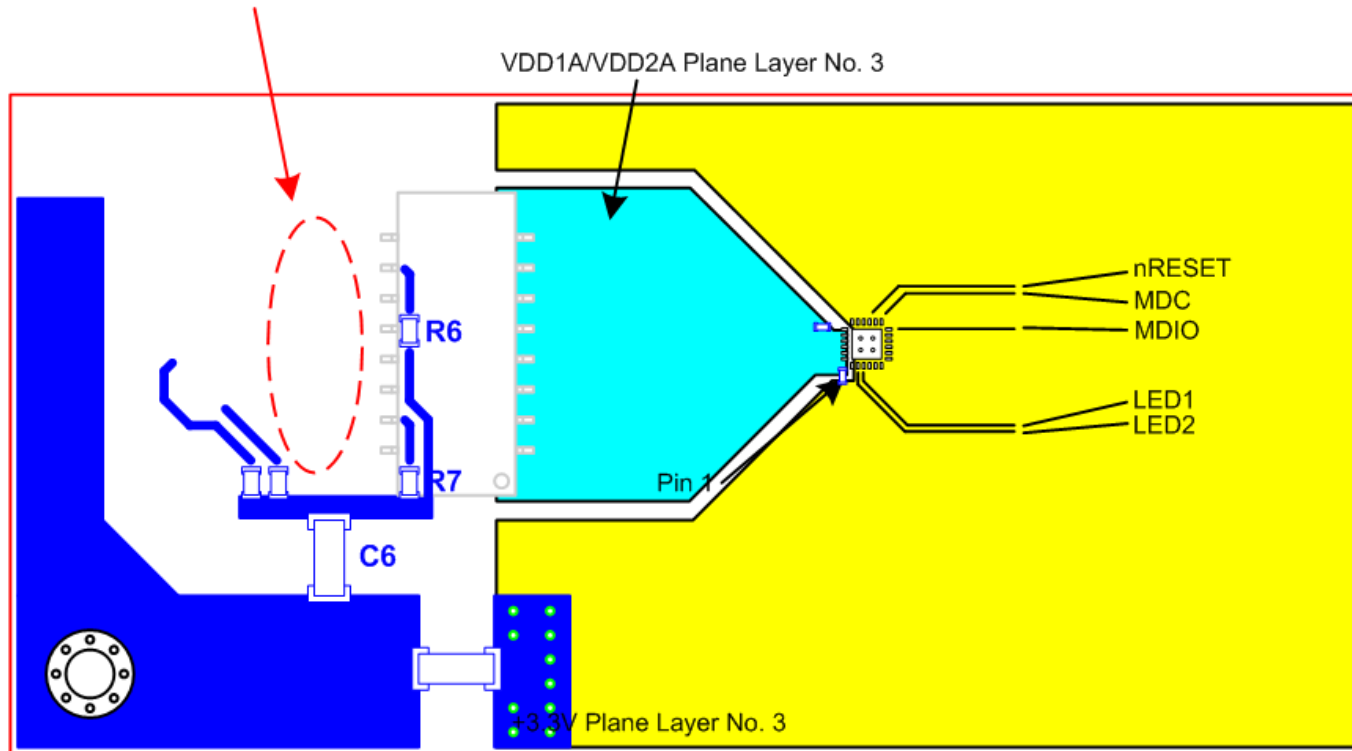 VDD1A/VDD2A Plane Layer No. 3
nRESET
MDC
R6
MDIO
LED1
LED2
Pin 1
R7
C6
+3.3V Plane Layer No. 3